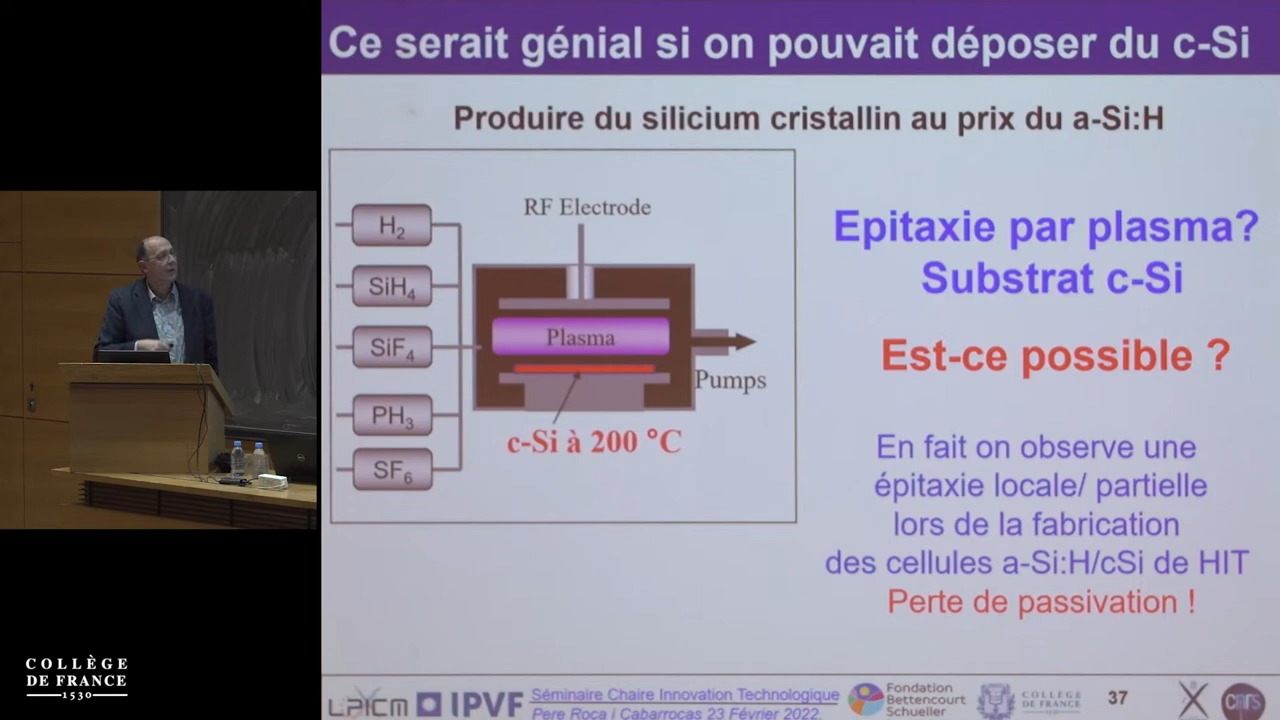 Ce serait génial si on pouvait déposer du c-Si
Produire du silicium cristallin au prix du a-Si:H
RF Electrode
H2
SiH4
SiF4
PH3
SF6
Plasma
Pumps
c-Si à 200 °C
Epitaxie par plasma?
Substrat c-Si
Est-ce possible ?
En fait on observe une
épitaxie locale/ partielle
lors de la fabrication
des cellules a-Si:H/cSi de HIT
Perte de passivation !
COLLÈGE
DE FRANCE
1530
LPICM
IPVF
Séminaire Chaire Innovation Technologique
Pere Roca i Cabarrocas 23 Février 2022.
Fondation
Bettencourt
Schueller
COLLÈGE
DE FRANCE
37
cnrs